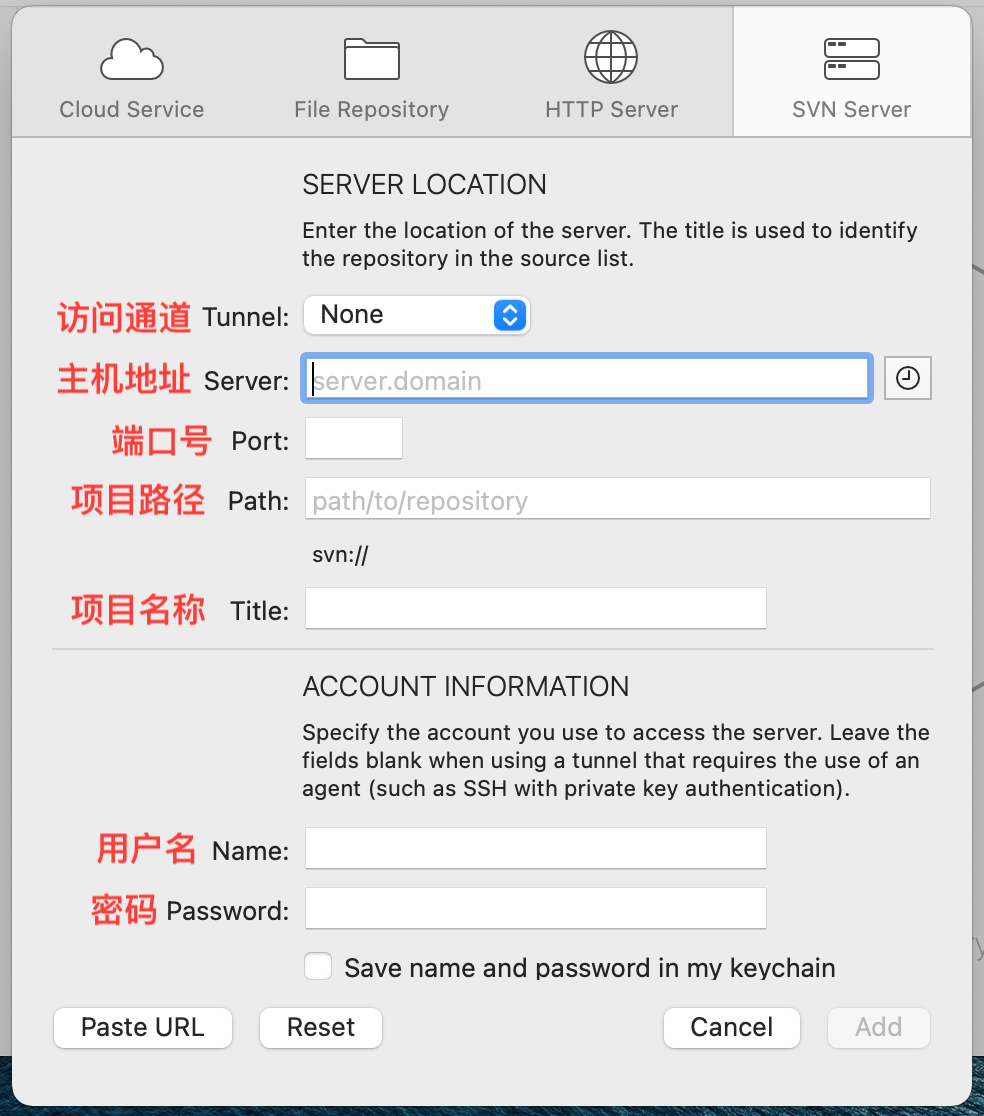 Cloud Service
File Repository
HTTP Server
SVN Server
SERVER LOCATION
Enter the location of the server. The title is used to identify
the repository in the source list.
访问通道 Tunnel: None
主机地址 Server: server.domain
端口号 Port:
项目路径 Path: path/to/repository
svn://
项目名称 Title:
ACCOUNT INFORMATION
Specify the account you use to access the server. Leave the
fields blank when using a tunnel that requires the use of an
agent (such as SSH with private key authentication).
用户名 Name:
密码 Password:
Save name and password in my keychain
Paste URL
Reset
Cancel
Add